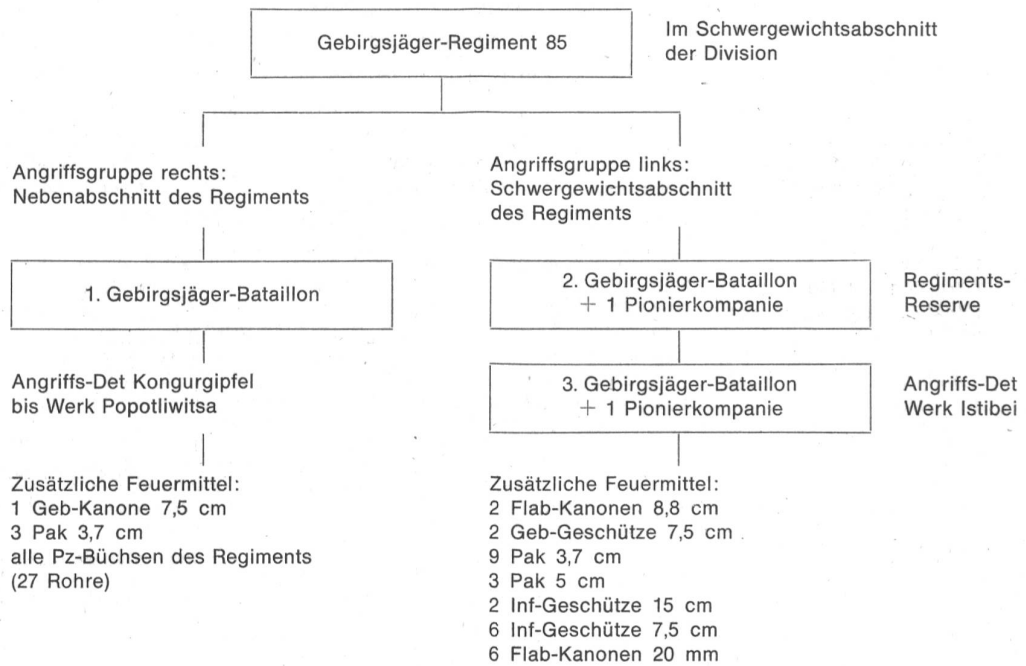 Gebirgsjäger-Regiment 85
Im Schwergewichtsabschnitt
der Division
Angriffsgruppe rechts:
Nebenabschnitt des Regiments
1. Gebirgsjäger-Bataillon
Angriffs-Det Kongurgipfel
bis Werk Popotliwitsa
Zusätzliche Feuermittel:
1 Geb-Kanone 7,5 cm
3 Pak 3,7 cm
alle Pz-Büchsen des Regiments
(27 Rohre)
Angriffsgruppe links:
Schwergewichtsabschnitt
des Regiments
2. Gebirgsjäger-Bataillon
+ 1 Pionierkompanie
Regiments-
Reserve
3. Gebirgsjäger-Bataillon
+ 1 Pionierkompanie
Angriffs-Det
Werk Istibei
Zusätzliche Feuermittel:
2 Flab-Kanonen 8,8 cm
2 Geb-Geschütze 7,5 cm
9 Pak 3,7 cm
3 Pak 5 cm
2 Inf-Geschütze 15 cm
6 Inf-Geschütze 7,5 cm
6 Flab-Kanonen 20 mm